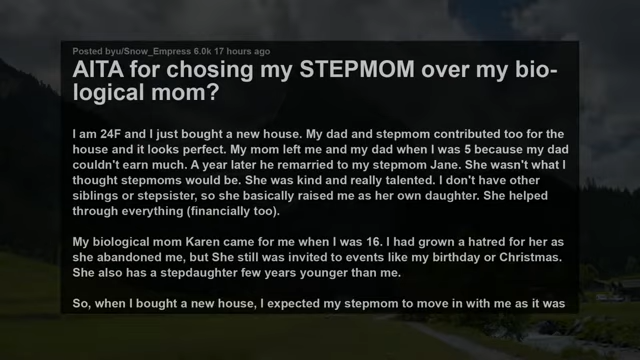 Posted byu/Snow_Empress 6.0k 17 hours ago
AITA for chosing my STEPMOM over my bio-
logical mom?
I am 24F and I just bought a new house. My dad and stepmom contributed too for the
house and it looks perfect. My mom left me and my dad when I was 5 because my dad
couldn't earn much. A year later he remarried to my stepmom Jane. She wasn't what I
thought stepmoms would be. She was kind and really talented. I don't have other
siblings or stepsister, so she basically raised me as her own daughter. She helped
through everything (financially too).
My biological mom Karen came for me when I was 16. I had grown a hatred for her as
she abandoned me, but She still was invited to events like my birthday or Christmas.
She also has a stepdaughter few years younger than me.
So, when I bought a new house, I expected my stepmom to move in with me as it was